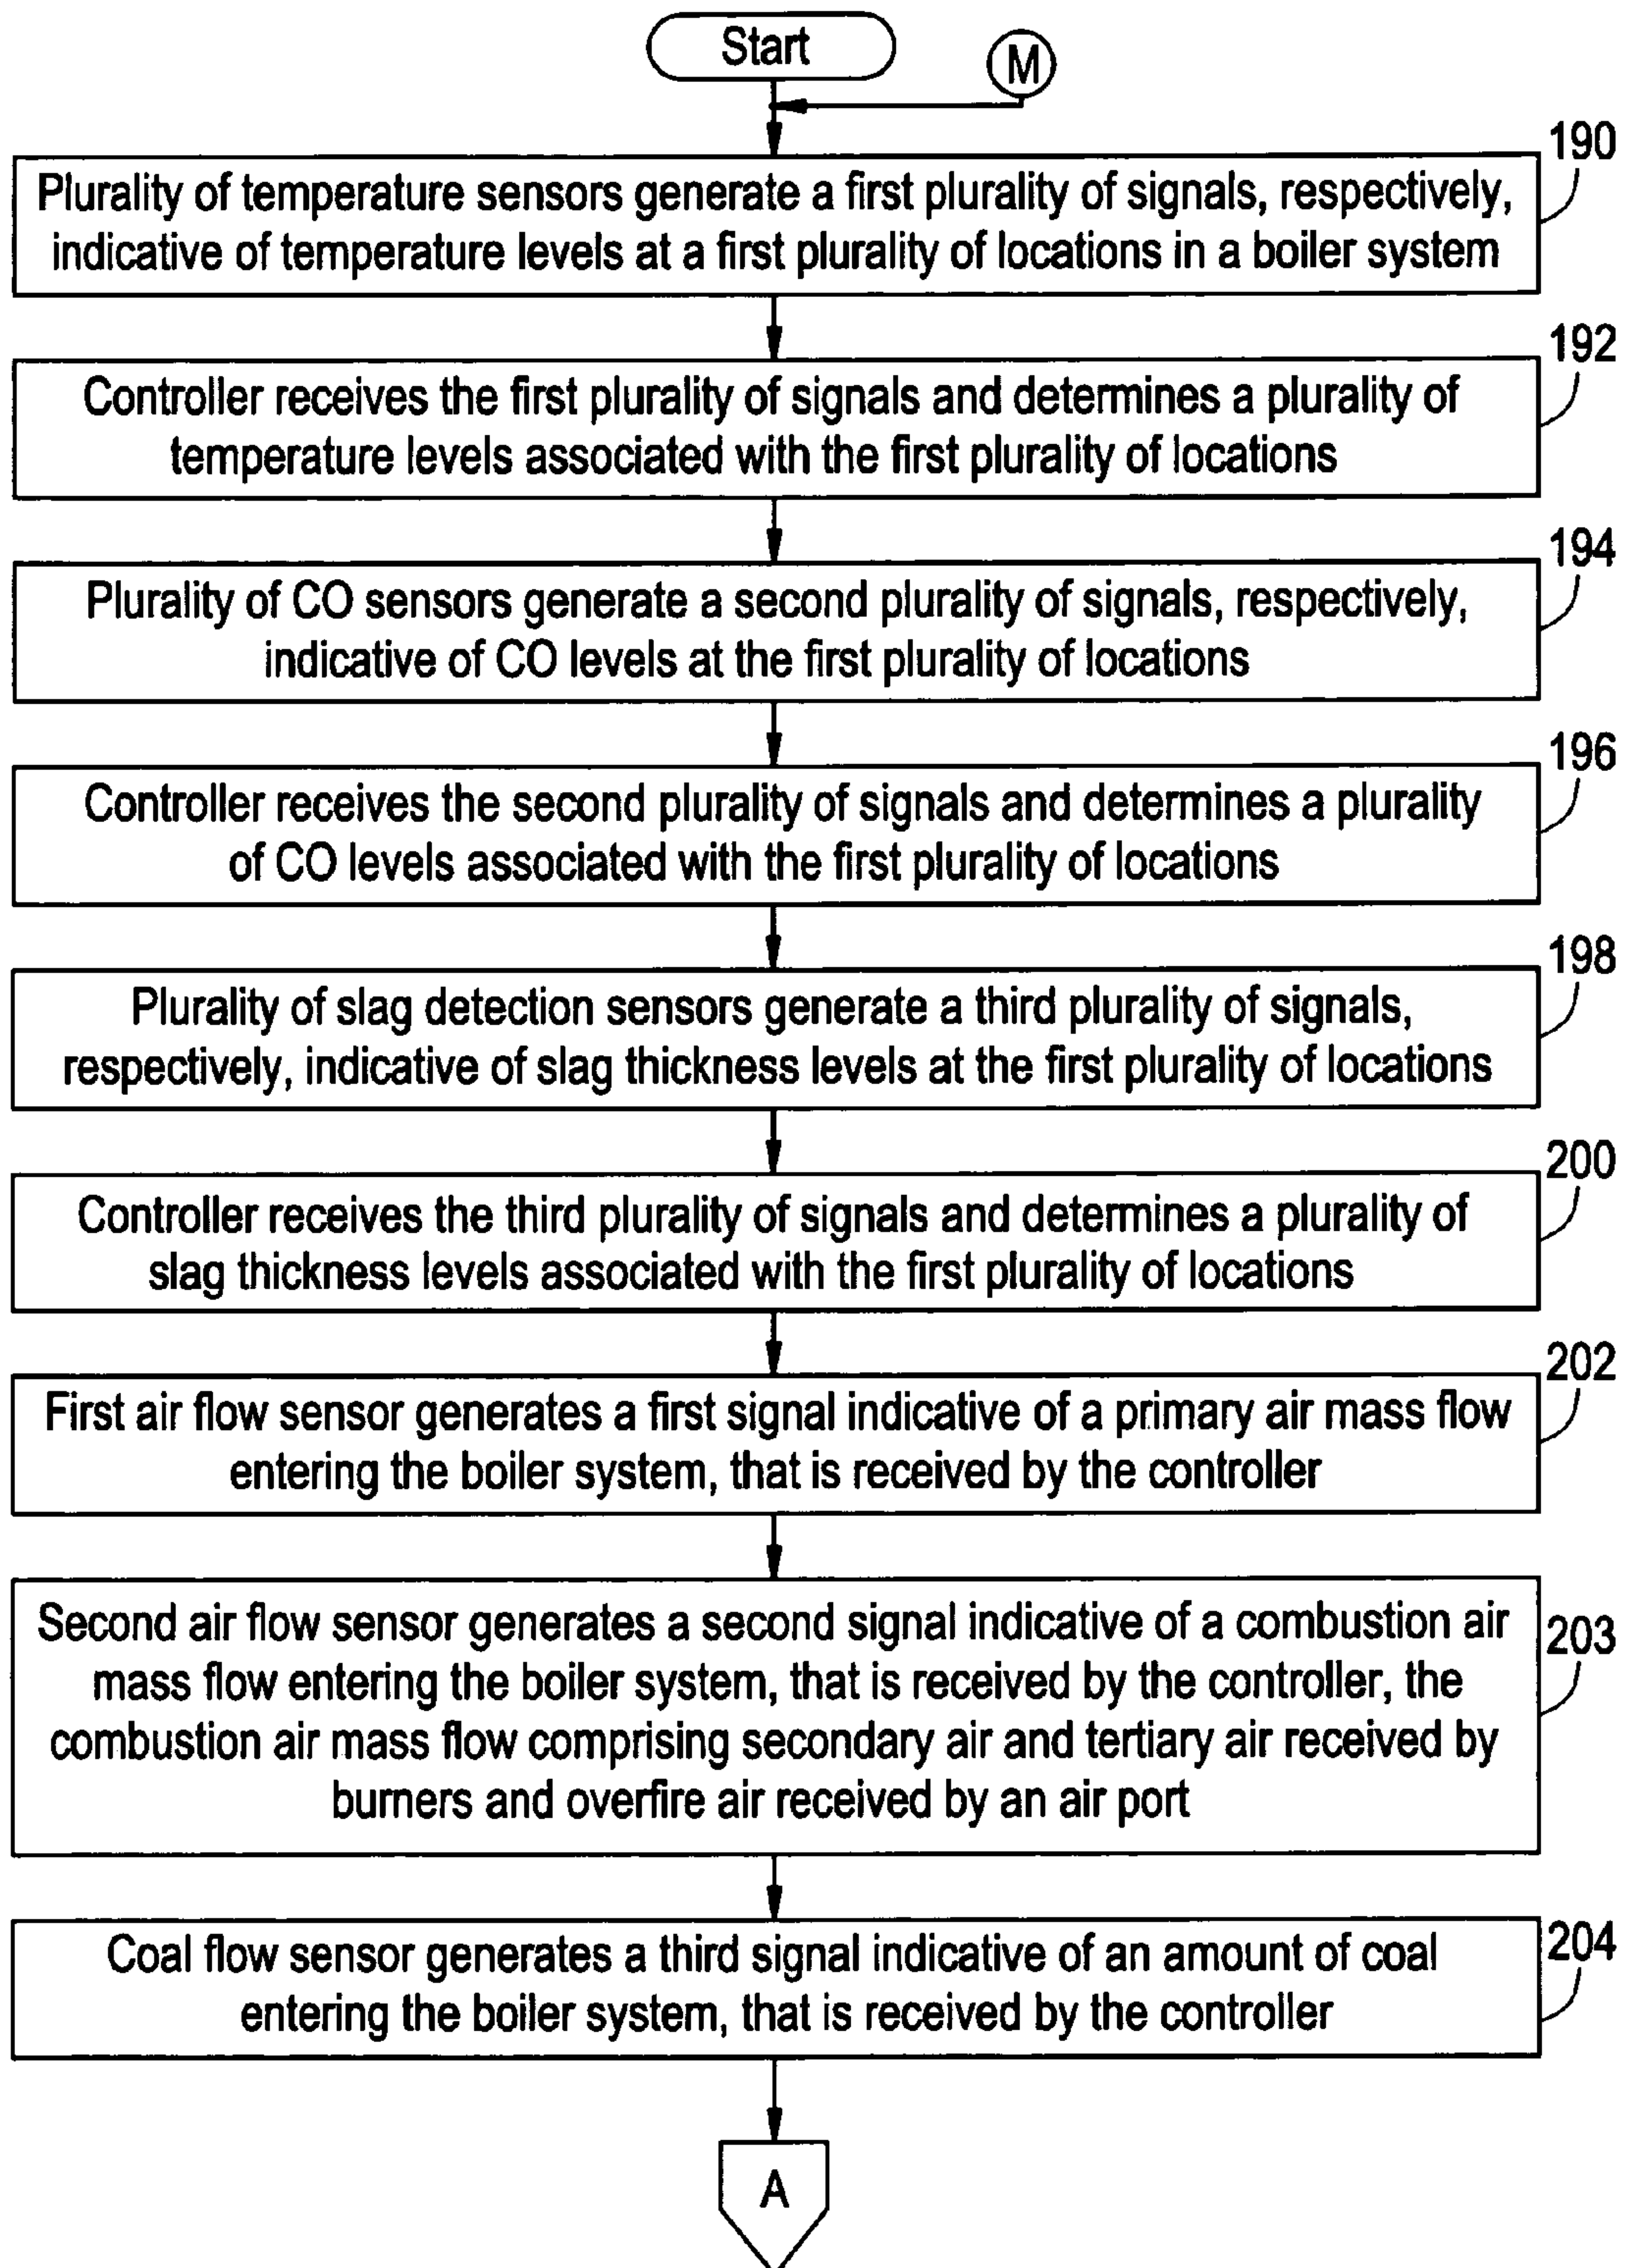 Start
M
190
Plurality of temperature sensors generate a first plurality of signals, respectively,
indicative of temperature levels at a first plurality of locations in a boiler system
192
Controller receives the first plurality of signals and determines a plurality of
temperature levels associated with the first plurality of locations
194
Plurality of CO sensors generate a second plurality of signals, respectively,
indicative of CO levels at the first plurality of locations
196
Controller receives the second plurality of signals and determines a plurality
of CO levels associated with the first plurality of locations
198
Plurality of slag detection sensors generate a third plurality of signals,
respectively, indicative of slag thickness levels at the first plurality of locations
200
Controller receives the third plurality of signals and determines a plurality of
slag thickness levels associated with the first plurality of locations
202
First air flow sensor generates a first signal indicative of a primary air mass flow
entering the boiler system, that is received by the controller
203
Second air flow sensor generates a second signal indicative of a combustion air
mass flow entering the boiler system, that is received by the controller, the
combustion air mass flow comprising secondary air and tertiary air received by
burners and overfire air received by an air port
204
Coal flow sensor generates a third signal indicative of an amount of coal
entering the boiler system, that is received by the controller
A